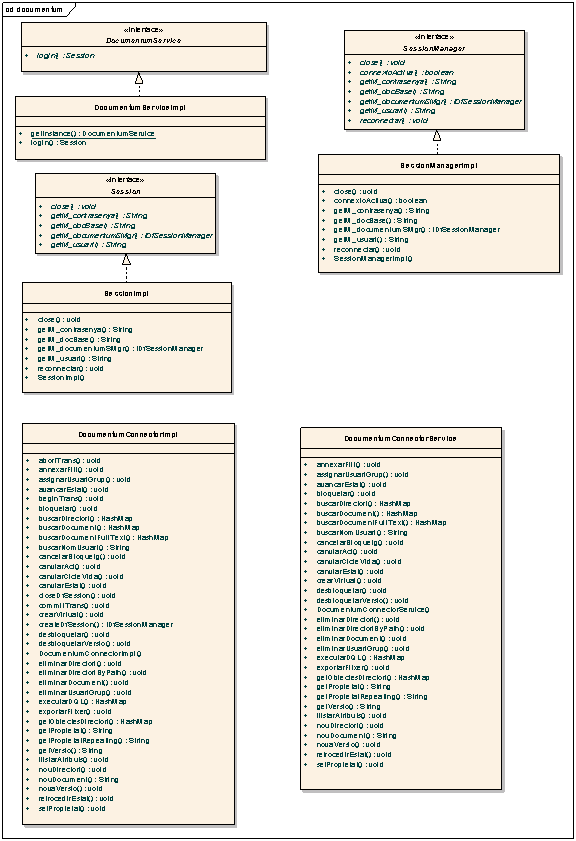 cd documentum
«interface»
DocumentumService
+ login() : Session
DocumentumServiceImpl
+ getInstance() : DocumentumService
+ login() : Session
«interface»
SessionManager
+ close() : void
+ connexioActiva() : boolean
+ getM_contrasenya() : String
+ getM_docBase() : String
+ getM_documentumSMgr() : IDfSessionManager
+ getM_usuari() : String
+ reconnectar() : void
SessionManagerImpl
+ close() : void
+ connexioActiva() : boolean
+ getM_contrasenya() : String
+ getM_docBase() : String
+ getM_documentumSMgr() : IDfSessionManager
+ getM_usuari() : String
+ reconnectar() : void
+ SessionManagerImpl()
«interface»
Session
+ close() : void
+ getM_contrasenya() : String
+ getM_docBase() : String
+ getM_documentumSMgr() : IDfSessionManager
+ getM_usuari() : String
SessionImpl
+ close() : void
+ getM_contrasenya() : String
+ getM_docBase() : String
+ getM_documentumSMgr() : IDfSessionManager
+ getM_usuari() : String
+ reconnectar() : void
+ SessionImpl()
DocumentumConnectorImpl
+ abortTrans() : void
+ annexarFill() : void
+ assignarUsuariGrup() : void
+ avancarEstat() : void
+ beginTrans() : void
+ bloquejar() : void
+ buscarDirectori() : HashMap
+ buscarDocument() : HashMap
+ buscarDocumentFullText() : HashMap
+ buscarNomUsuari() : String
+ cancelarBloqueig() : void
+ canviarAcl() : void
+ canviarCicleVida() : void
+ canviarEstat() : void
+ closeDfSession() : void
+ commitTrans() : void
+ crearVirtual() : void
+ createDfSession() : IDfSessionManager
+ desbloquejar() : void
+ desbloquejarVersio() : void
+ DocumentumConnectorImpl()
+ eliminarDirectori() : void
+ eliminarDirectoriByPath() : void
+ eliminarDocument() : void
+ eliminarUsuariGrup() : void
+ executarDQL() : HashMap
+ exportarFitxer() : void
+ getObjectesDirectori() : HashMap
+ getPropietat() : String
+ getPropietatRepeating() : String
+ getVersio() : String
+ llistarAtributs() : void
+ nouDirectori() : void
+ nouDocument() : String
+ novaVersio() : void
+ retrocedirEstat() : void
+ setPropietat() : void
DocumentumConnectorService
+ annexarFill() : void
+ assignarUsuariGrup() : void
+ avancarEstat() : void
+ bloquejar() : void
+ buscarDirectori() : HashMap
+ buscarDocument() : HashMap
+ buscarDocumentFullText() : HashMap
+ buscarNomUsuari() : String
+ cancelarBloqueig() : void
+ canviarAcl() : void
+ canviarCicleVida() : void
+ canviarEstat() : void
+ crearVirtual() : void
+ desbloquejar() : void
+ desbloquejarVersio() : void
+ DocumentumConnectorService()
+ eliminarDirectori() : void
+ eliminarDirectoriByPath() : void
+ eliminarDocument() : void
+ eliminarUsuariGrup() : void
+ executarDQL() : HashMap
+ exportarFitxer() : void
+ getObjectesDirectori() : HashMap
+ getPropietat() : String
+ getPropietatRepeating() : String
+ getVersio() : String
+ llistarAtributs() : void
+ nouDirectori() : void
+ nouDocument() : String
+ novaVersio() : void
+ retrocedirEstat() : void
+ setPropietat() : void